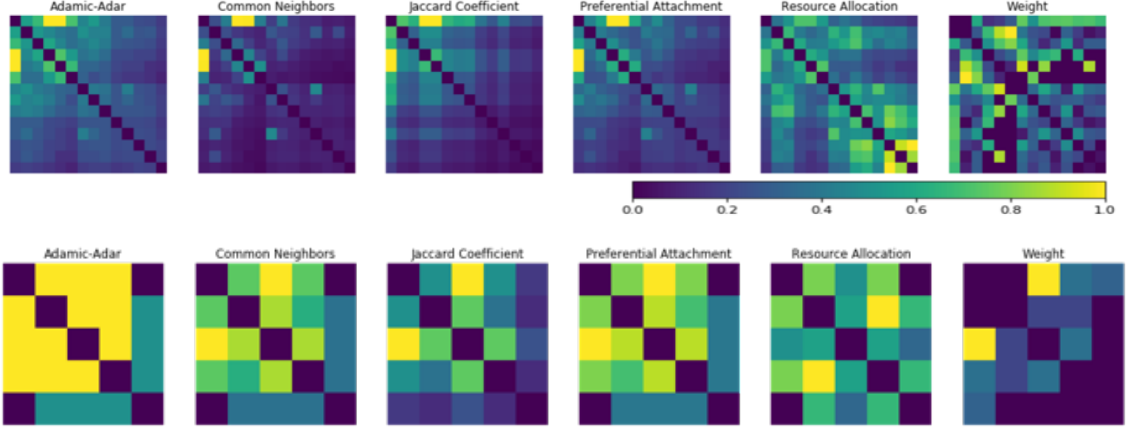 Adamic-Adar Common Neighbors Jaccard Coefficient Preferential Attachment Resource Allocation Weight
0.0 0.2 0.4 0.6 0.8 1.0
Adamic-Adar Common Neighbors Jaccard Coefficient Preferential Attachment Resource Allocation Weight